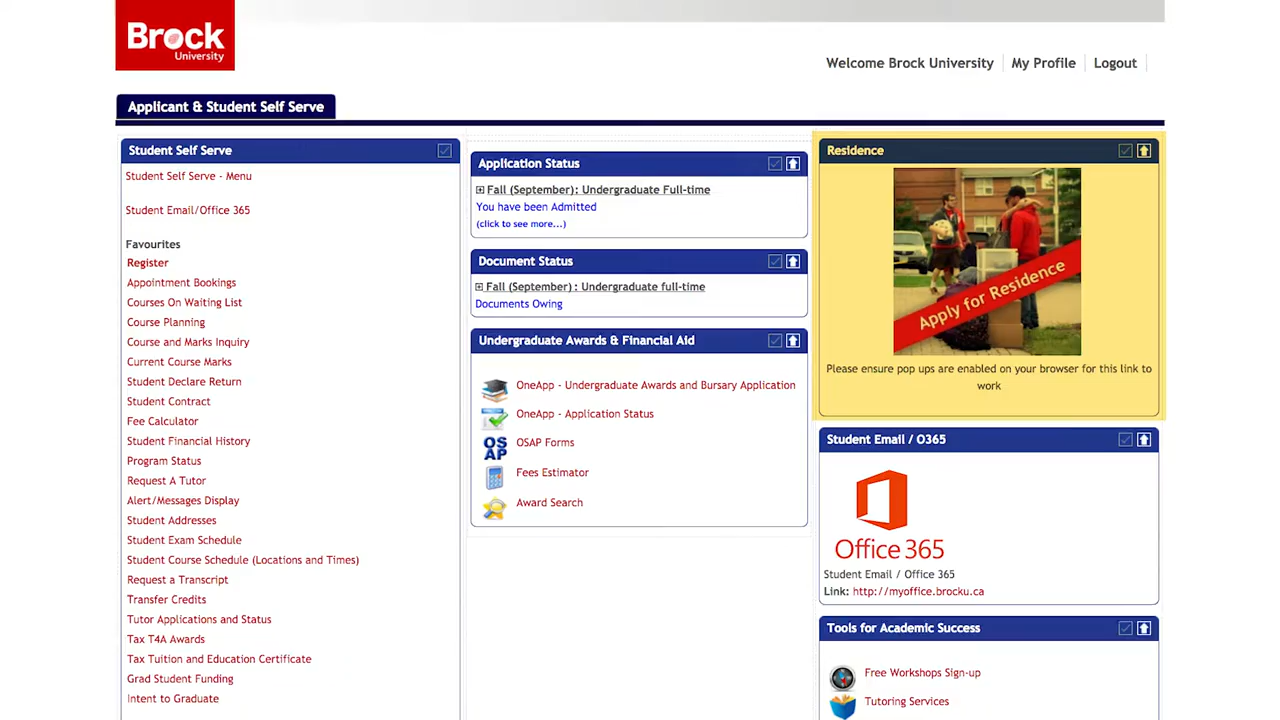 Brock
University
Welcome Brock University
My Profile
Logout
Applicant & Student Self Serve
Student Self Serve
Student Self Serve - Menu
Student Email/Office 365
Favourites
Register
Appointment Bookings
Courses On Waiting List
Course Planning
Course and Marks Inquiry
Current Course Marks
Student Declare Return
Student Contract
Fee Calculator
Student Financial History
Program Status
Request A Tutor
Alert/Messages Display
Student Addresses
Student Exam Schedule
Student Course Schedule (Locations and Times)
Request a Transcript
Transfer Credits
Tutor Applications and Status
Tax T4A Awards
Tax Tuition and Education Certificate
Grad Student Funding
Intent to Graduate
Application Status
Fall (September): Undergraduate Full-time
You have been Admitted
(click to see more...)
Document Status
Fall (September) : Undergraduate full-time
Documents Owing
Undergraduate Awards & Financial Aid
OneApp - Undergraduate Awards and Bursary Application
OneApp - Application Status
OS
AP
OSAP Forms
Fees Estimator
Award Search
Residence
Apply for Residence
Please ensure pop ups are enabled on your browser for this link to
work
Student Email / O365
Office 365
Student Email / Office 365
Link: http://myoffice.brocku.ca
Tools for Academic Success
Free Workshops Sign-up
Tutoring Services